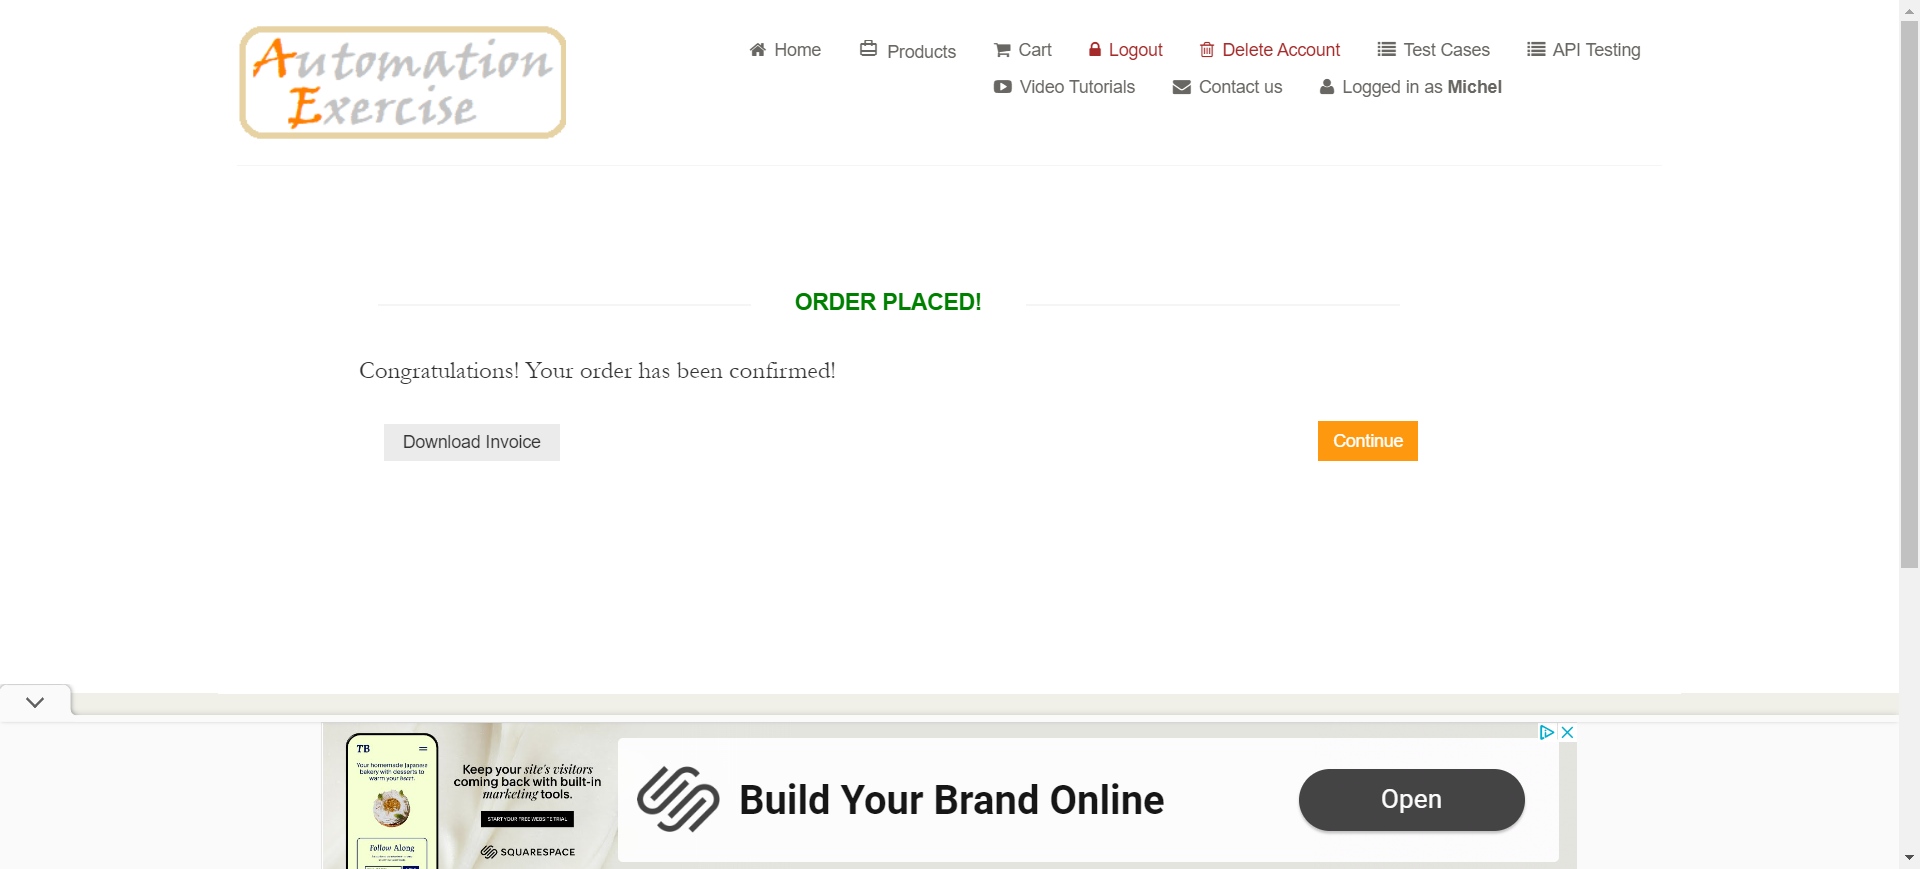 Automation
Exercise
Home
Products
Cart
Logout
Delete Account
Test Cases
API Testing
Video Tutorials
Contact us
Logged in as Michel
ORDER PLACED!
Congratulations! Your order has been confirmed!
Download Invoice
Continue
TB
Your homemade Japanese
bakery with desserts to
warm your heart.
Follow Along
Keep your site's visitors
coming back with built-in
marketing tools.
START YOUR FREE WEBSITE TRIAL
SQUARESPACE
Build Your Brand Online
Open